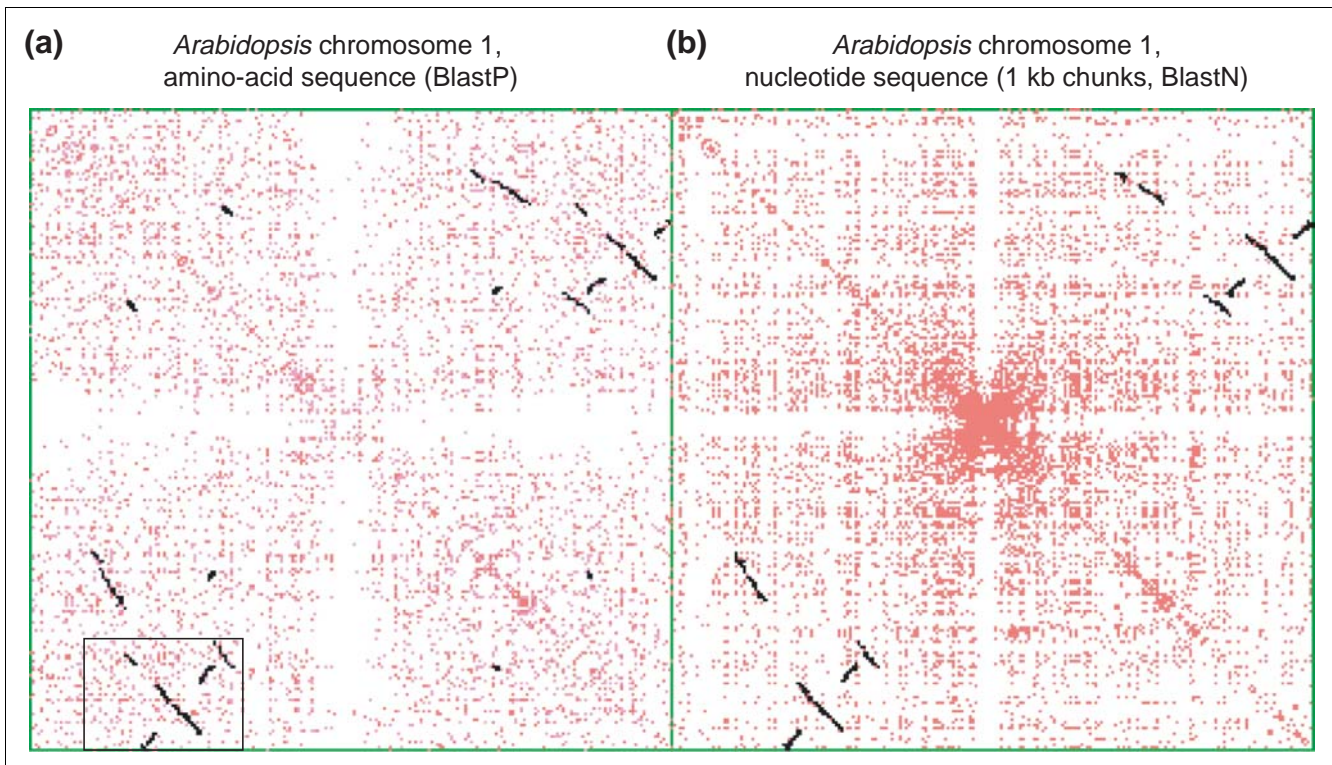 (a)
Arabidopsis chromosome 1,
amino-acid sequence (BlastP)
(b)
Arabidopsis chromosome 1,
nucleotide sequence (1 kb chunks, BlastN)